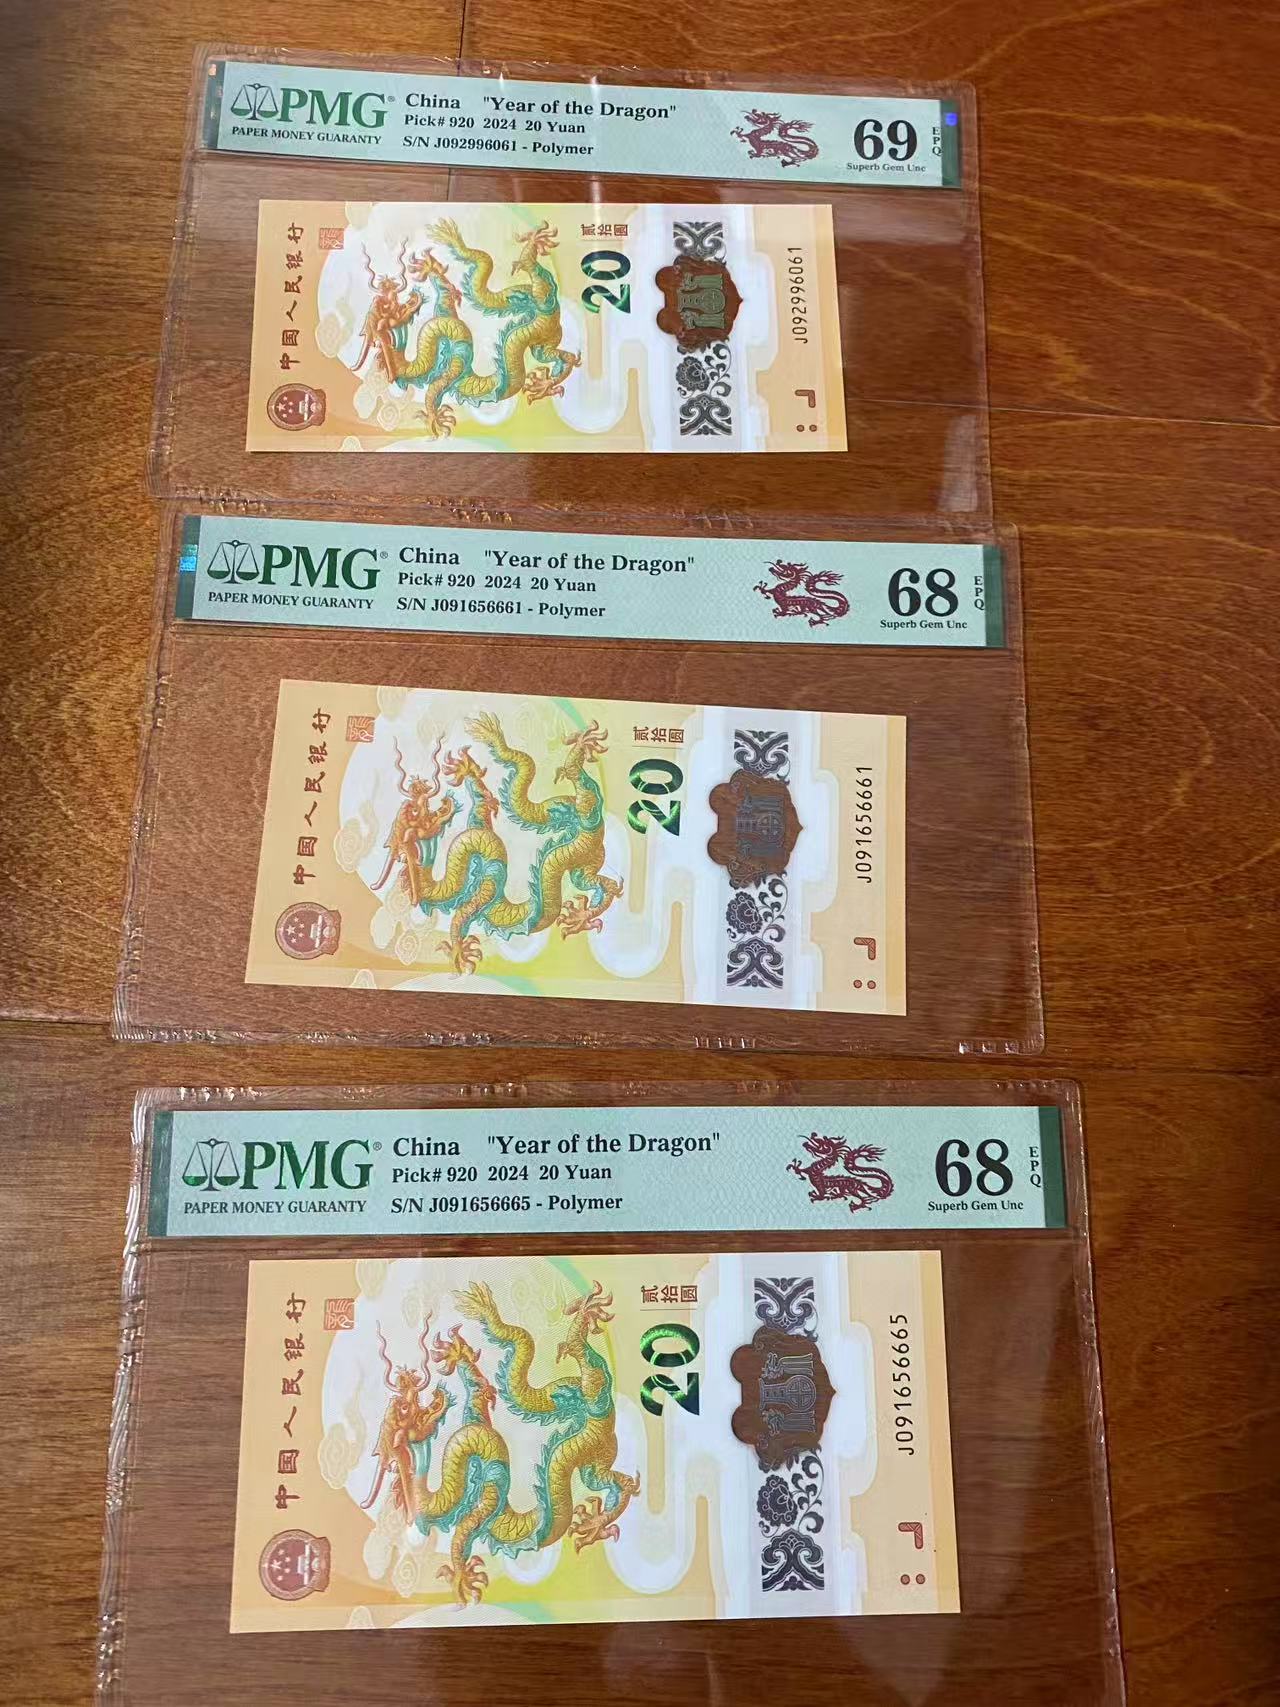 PMG®
PAPER MONEY GUARANTY
China "Year of the Dragon"
Pick# 920 2024 20 Yuan
S/N J092996061 - Polymer
69
EPQ
Superb Gem Unc
中国人民银行
贰拾圆
20
J092996061
PMG®
PAPER MONEY GUARANTY
China "Year of the Dragon"
Pick# 920 2024 20 Yuan
S/N J091656661 - Polymer
68
EPQ
Superb Gem Unc
中国人民银行
贰拾圆
20
J091656661
PMG®
PAPER MONEY GUARANTY
China "Year of the Dragon"
Pick# 920 2024 20 Yuan
S/N J091656665 - Polymer
68
EPQ
Superb Gem Unc
中国人民银行
贰拾圆
20
J091656665